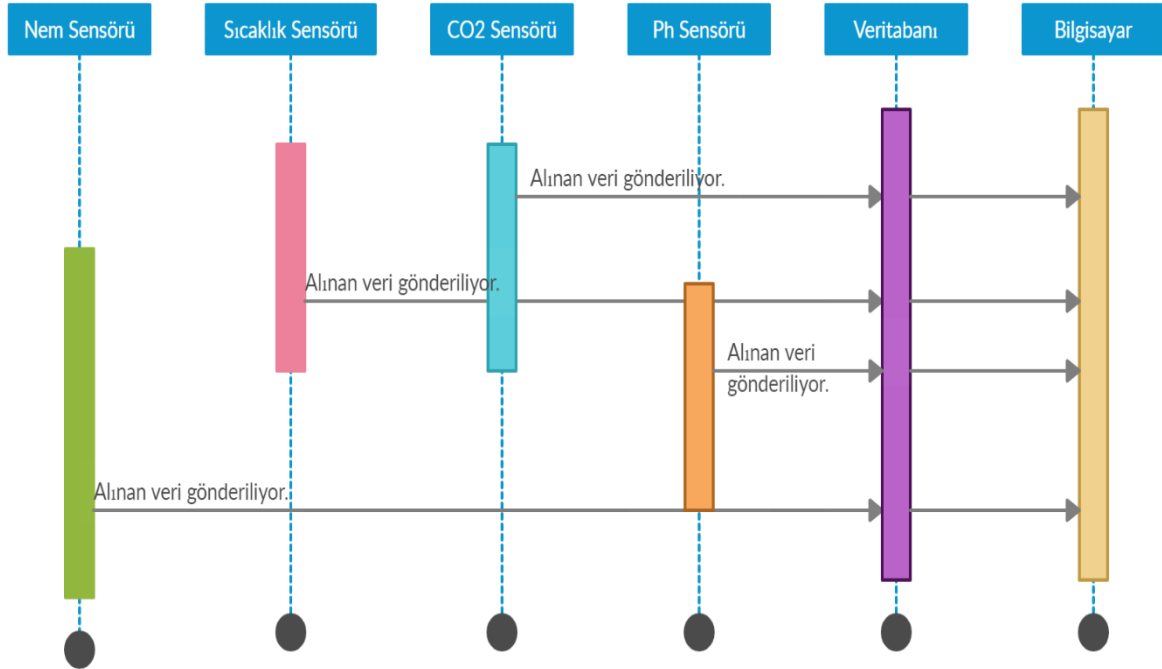 Nem Sensörü
Sıcaklık Sensörü
CO2 Sensörü
Ph Sensörü
Veritabanı
Bilgisayar
Alınan veri gönderiliyor.
Alınan veri gönderiliyor.
Alınan veri
gönderiliyor.
Alınan veri gönderiliyor.